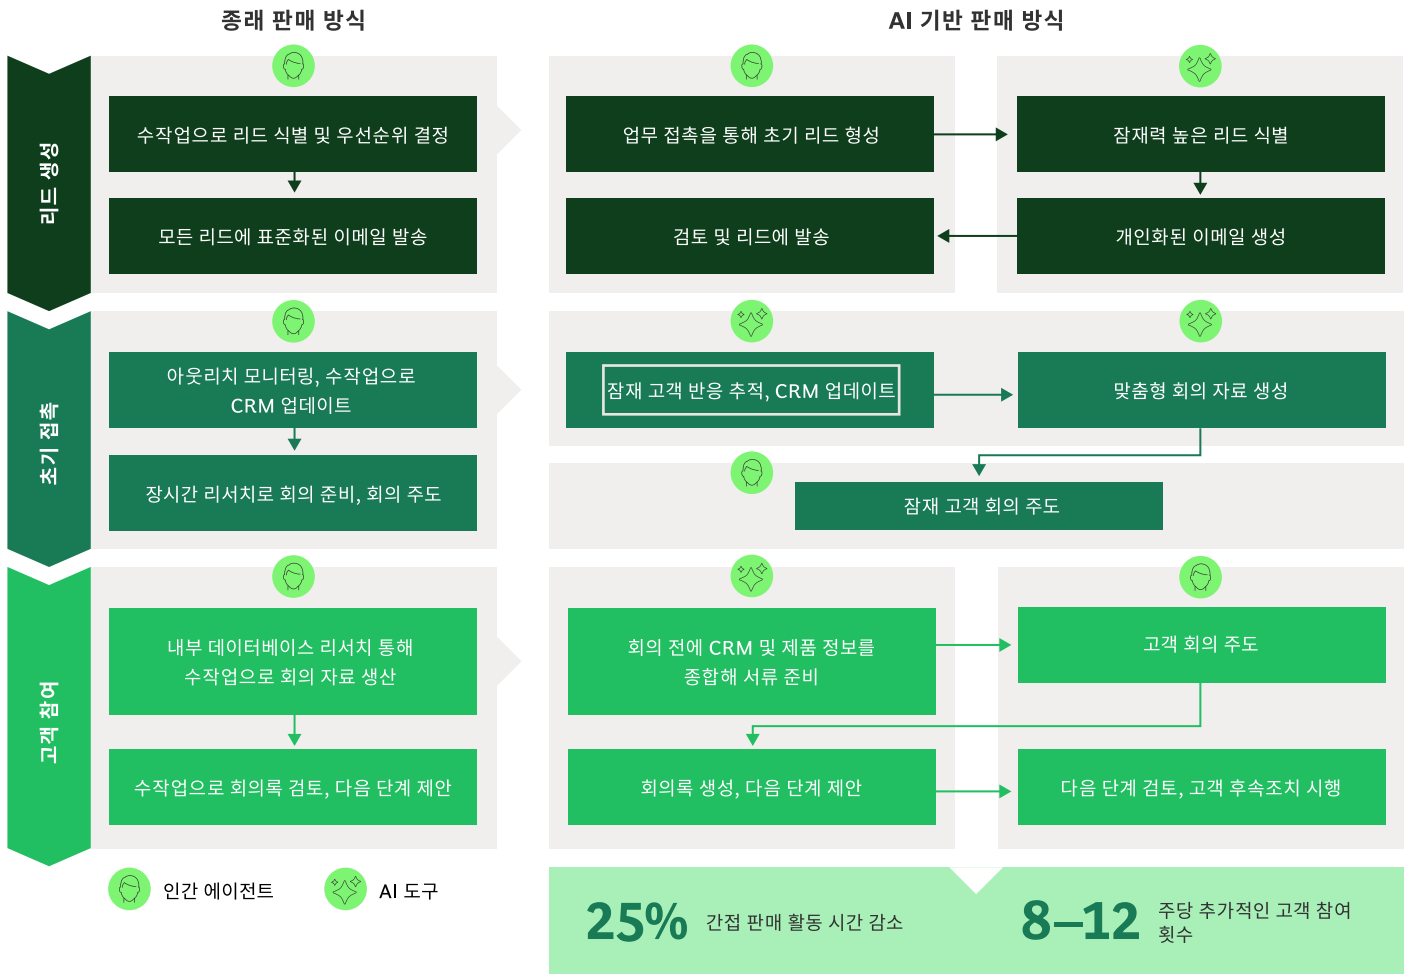 종래 판매 방식
AI 기반 판매 방식
리드 생성
수작업으로 리드 식별 및 우선순위 결정
모든 리드에 표준화된 이메일 발송
업무 접촉을 통해 초기 리드 형성
잠재력 높은 리드 식별
검토 및 리드에 발송
개인화된 이메일 생성
초기 접촉
아웃리치 모니터링, 수작업으로
CRM 업데이트
장시간 리서치로 회의 준비, 회의 주도
잠재 고객 반응 추적, CRM 업데이트
맞춤형 회의 자료 생성
잠재 고객 회의 주도
고객 참여
내부 데이터베이스 리서치 통해
수작업으로 회의 자료 생산
수작업으로 회의록 검토, 다음 단계 제안
회의 전에 CRM 및 제품 정보를
종합해 서류 준비
고객 회의 주도
회의록 생성, 다음 단계 제안
다음 단계 검토, 고객 후속조치 시행
인간 에이전트
AI 도구
25%
간접 판매 활동 시간 감소
8–12
주당 추가적인 고객 참여
횟수